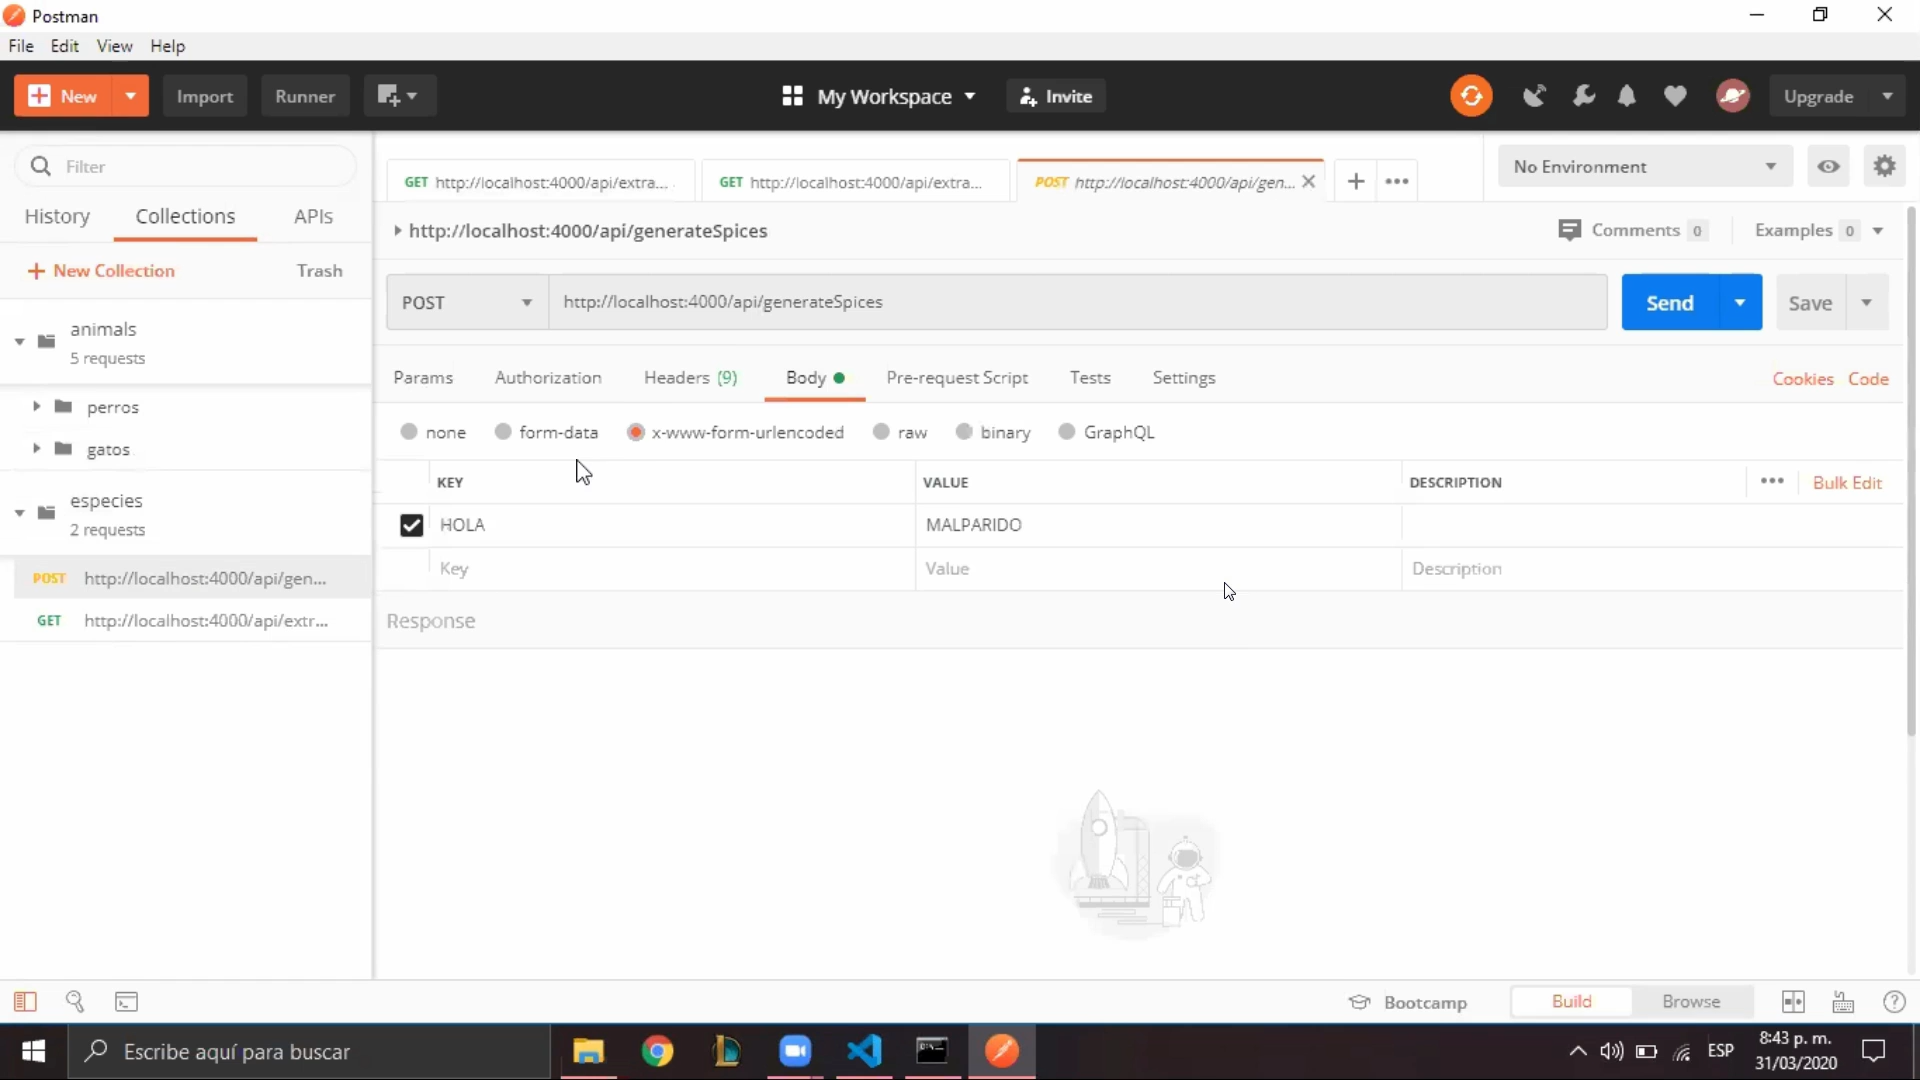 Postman
File Edit View Help
New Import Runner My Workspace Invite Upgrade
Filter
History Collections APIs
New Collection Trash
animals
5 requests
perros
gatos
especies
2 requests
POST http://localhost:4000/api/gen...
GET http://localhost:4000/api/extr...
GET http://localhost:4000/api/extra...
GET http://localhost:4000/api/extra...
POST http://localhost:4000/api/gen...
No Environment
http://localhost:4000/api/generateSpices
Comments 0 Examples 0
POST http://localhost:4000/api/generateSpices Send Save
Params Authorization Headers (9) Body Pre-request Script Tests Settings Cookies Code
none form-data x-www-form-urlencoded raw binary GraphQL
KEY VALUE DESCRIPTION Bulk Edit
HOLA MALPARIDO
Key Value Description
Response
Bootcamp Build Browse
Escribe aquí para buscar
ESP
8:43 p. m.
31/03/2020